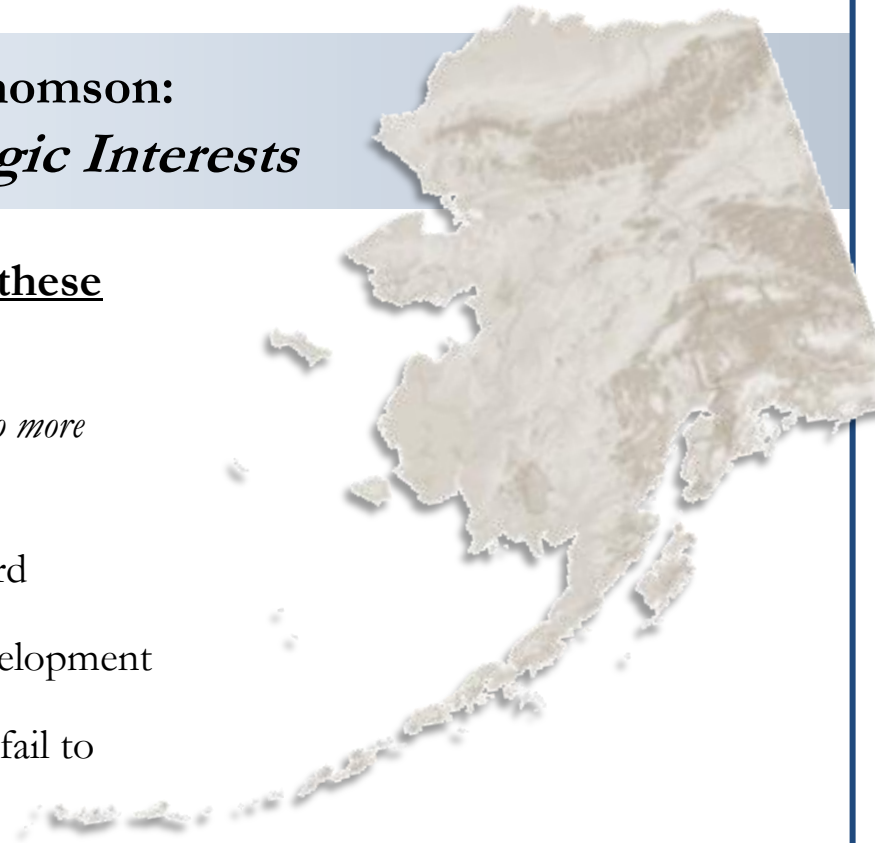 homson:
gic Interests
these
o more
rd
elopment
fail to